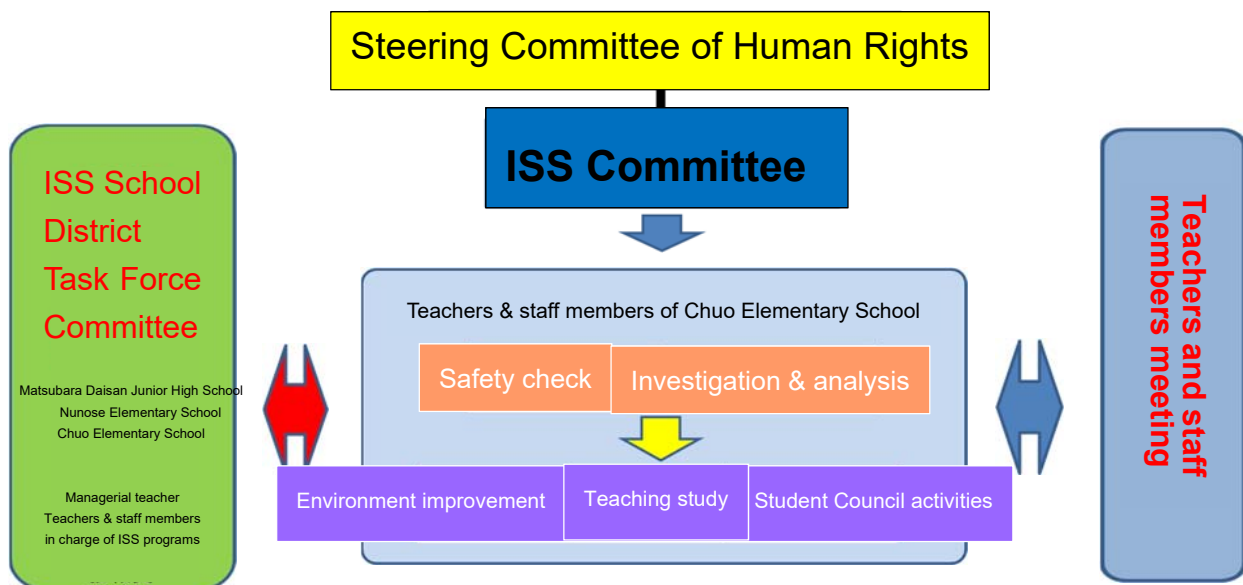 Steering Committee of Human Rights
ISS Committee
ISS School
District
Task Force
Committee
Matsubara Daisan Junior High School
Nunose Elementary School
Chuo Elementary School
Managerial teacher
Teachers & staff members
in charge of ISS programs
Teachers & staff members of Chuo Elementary School
Safety check
Investigation & analysis
Environment improvement
Teaching study
Student Council activities
Teachers and staff
members meeting